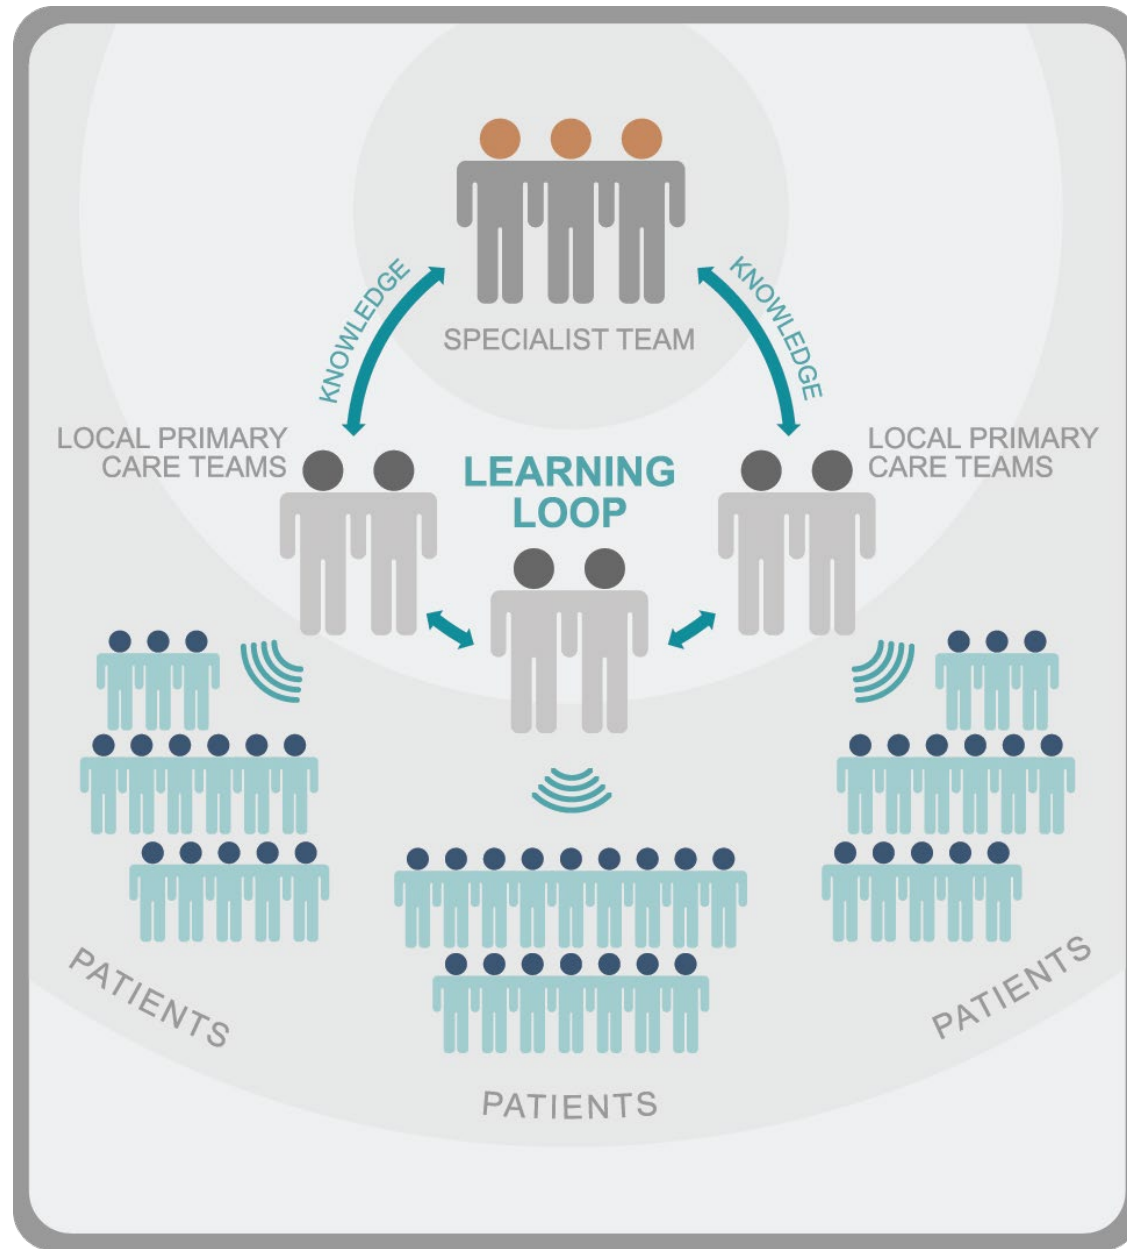 KNOWLEDGE
KNOWLEDGE
SPECIALIST TEAM
LOCAL PRIMARY
CARE TEAMS
LEARNING
LOOP
LOCAL PRIMARY
CARE TEAMS
PATIENTS
PATIENTS
PATIENTS